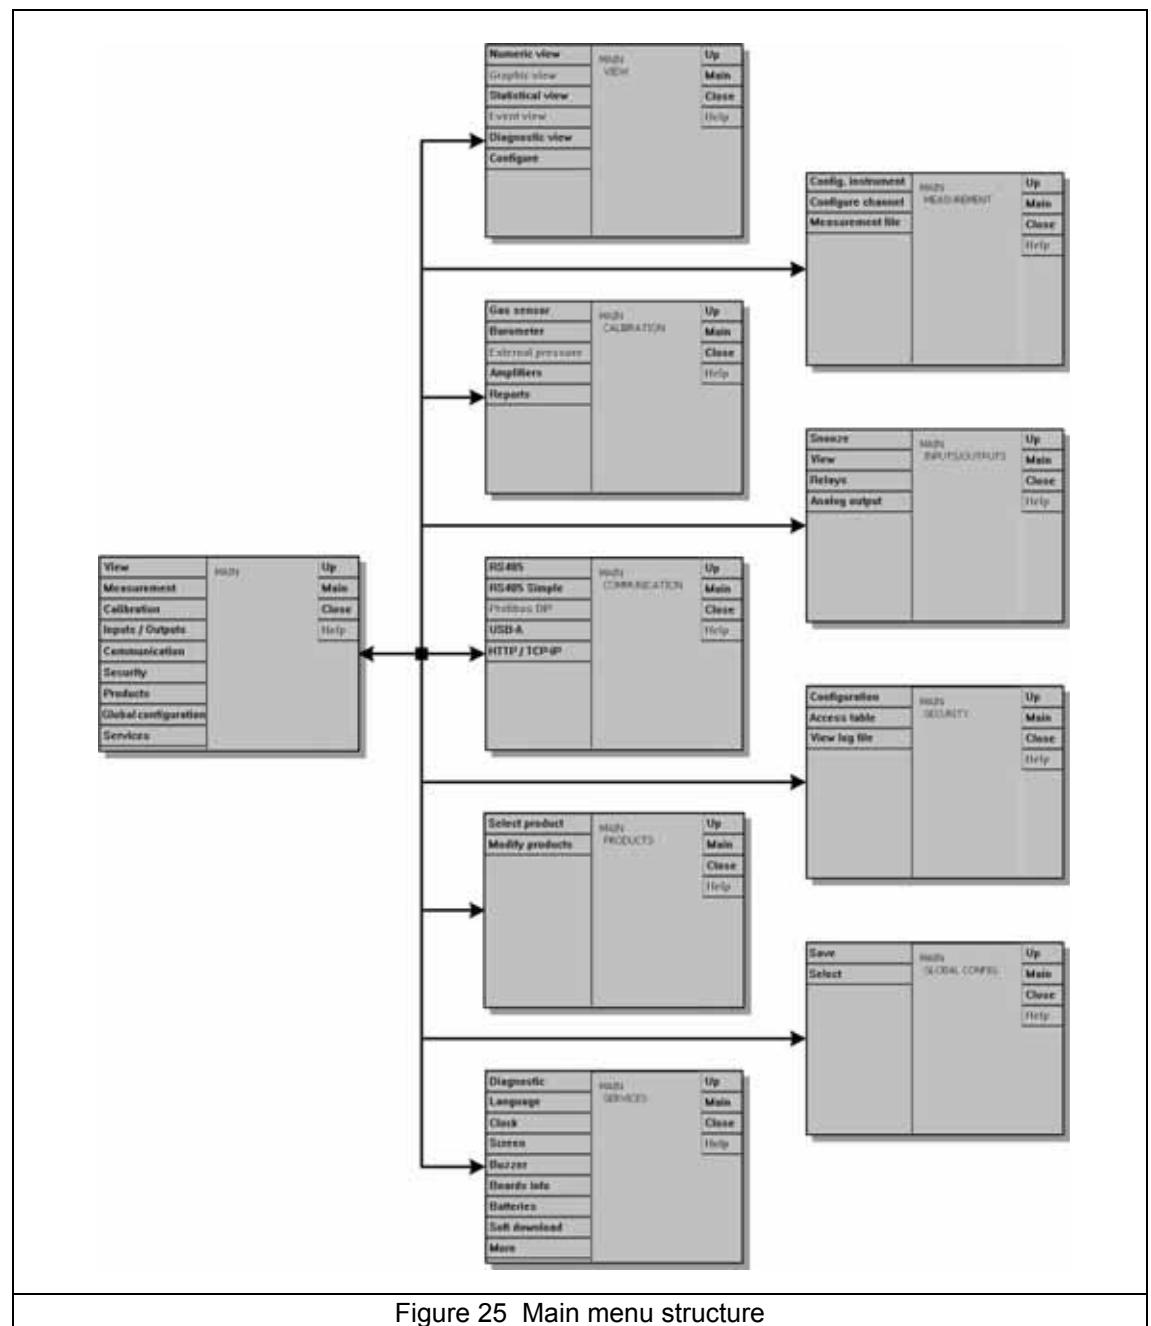 Numeric view
Graphic view
Statistical view
Event view
Diagnostic view
Configure
MAIN
VIEW
Up
Main
Close
Help
Config. instrument
Configure channel
Measurement file
MAIN
MEASUREMENT
Up
Main
Close
Help
Gas sensor
Barometer
External pressure
Amplifiers
Reports
MAIN
CALIBRATION
Up
Main
Close
Help
Snooze
View
Relays
Analog output
MAIN
INPUTS/OUTPUTS
Up
Main
Close
Help
View
Measurement
Calibration
Inputs / Outputs
Communication
Security
Products
Global configuration
Services
MAIN
Up
Main
Close
Help
RS485
RS485 Simple
Profibus DP
USB-A
HTTP / TCP-IP
MAIN
COMMUNICATION
Up
Main
Close
Help
Configuration
Access table
View log file
MAIN
SECURITY
Up
Main
Close
Help
Select product
Modify products
MAIN
PRODUCTS
Up
Main
Close
Help
Save
Select
MAIN
GLOBAL CONFIG
Up
Main
Close
Help
Diagnostic
Language
Clock
Screen
Buzzer
Boards info
Batteries
Soft download
More
MAIN
SERVICES
Up
Main
Close
Help
Figure 25 Main menu structure